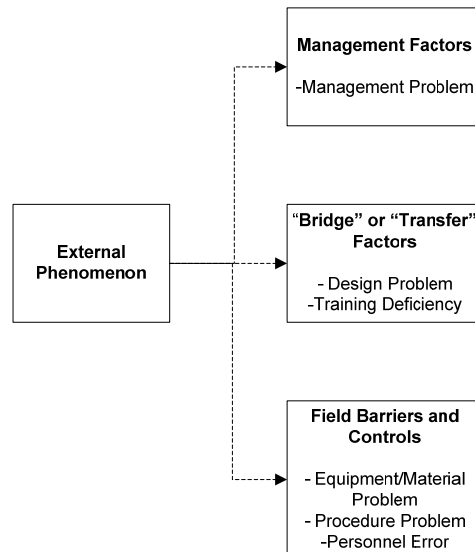 Management Factors
-Management Problem
External
Phenomenon
“Bridge” or “Transfer”
Factors
- Design Problem
-Training Deficiency
Field Barriers and
Controls
- Equipment/Material
Problem
- Procedure Problem
-Personnel Error